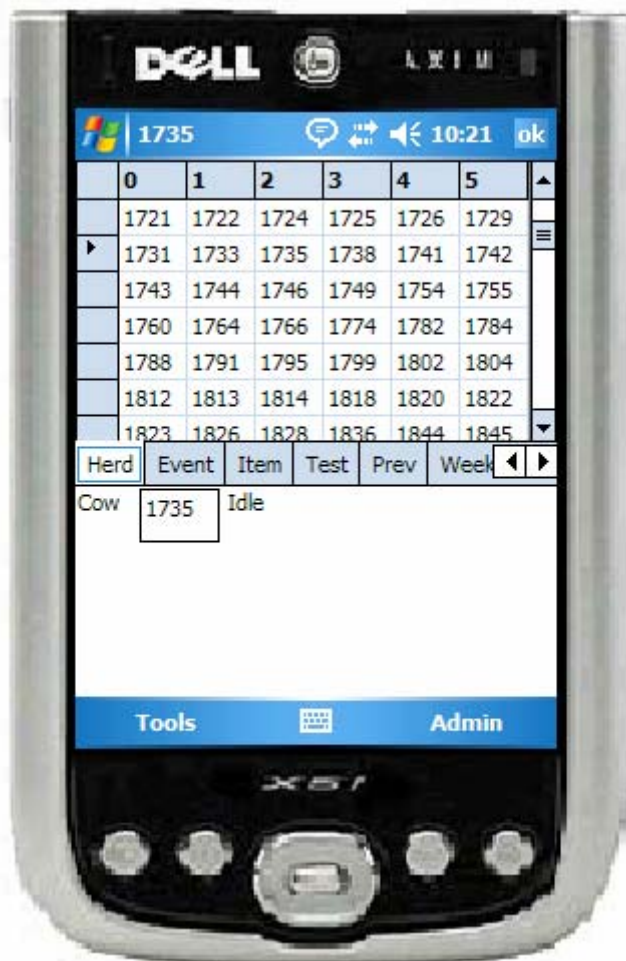 DELL AXIM
1735 10:21 ok
0 1 2 3 4 5
1721 1722 1724 1725 1726 1729
1731 1733 1735 1738 1741 1742
1743 1744 1746 1749 1754 1755
1760 1764 1766 1774 1782 1784
1788 1791 1795 1799 1802 1804
1812 1813 1814 1818 1820 1822
1823 1826 1828 1836 1844 1845
Herd Event Item Test Prev Week
Cow 1735 Idle
Tools Admin
X51